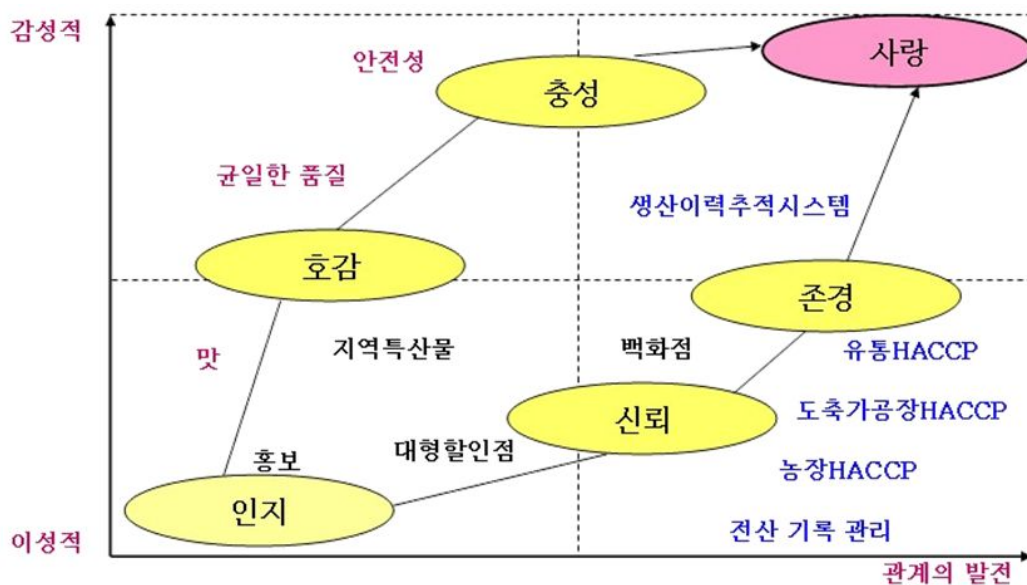 감성적
사랑
안전성
충성
균일한 품질
생산이력추적시스템
호감
존경
맛
지역특산물
백화점
유통HACCP
신뢰
도축가공장HACCP
대형할인점
홍보
농장HACCP
인지
전산 기록 관리
이성적
관계의 발전